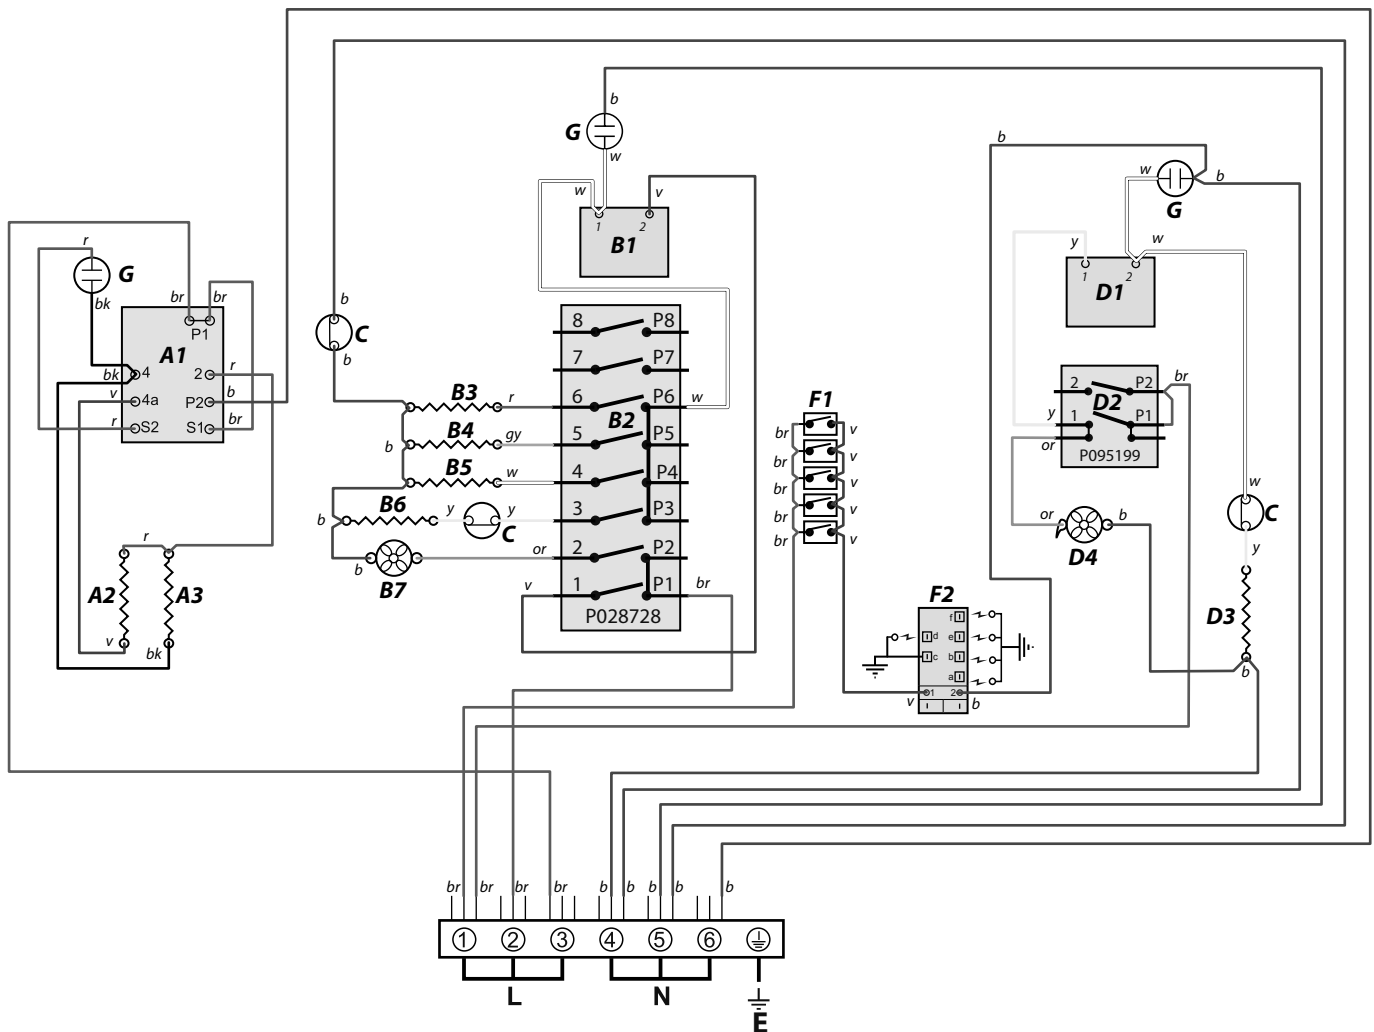 b
G
w
w
v
1 2
B1
b
w
b
G
y
w
1 2
D1
r
G
bk
br br
P1
A1
bk 4 2 r
v 4a P2 b
r S2 S1 br
b
C
b
8 P8
7 P7
B3 r 6 P6 w
B2
B4 gy 5 P5
b
B5 w 4 P4
B6 y y 3 P3
b C
or 2 P2
b B7
v 1 P1 br
P028728
F1
br v
br v
br v
br v
br v
2 P2 br
D2
y 1 P1
or
P095199
w
C
or b
D4
y
D3
b
r
A2 A3
v bk
F2
f
d e
c b
a
1 2
v b
br br br br b b b b b
1 2 3 4 5 6
L N E